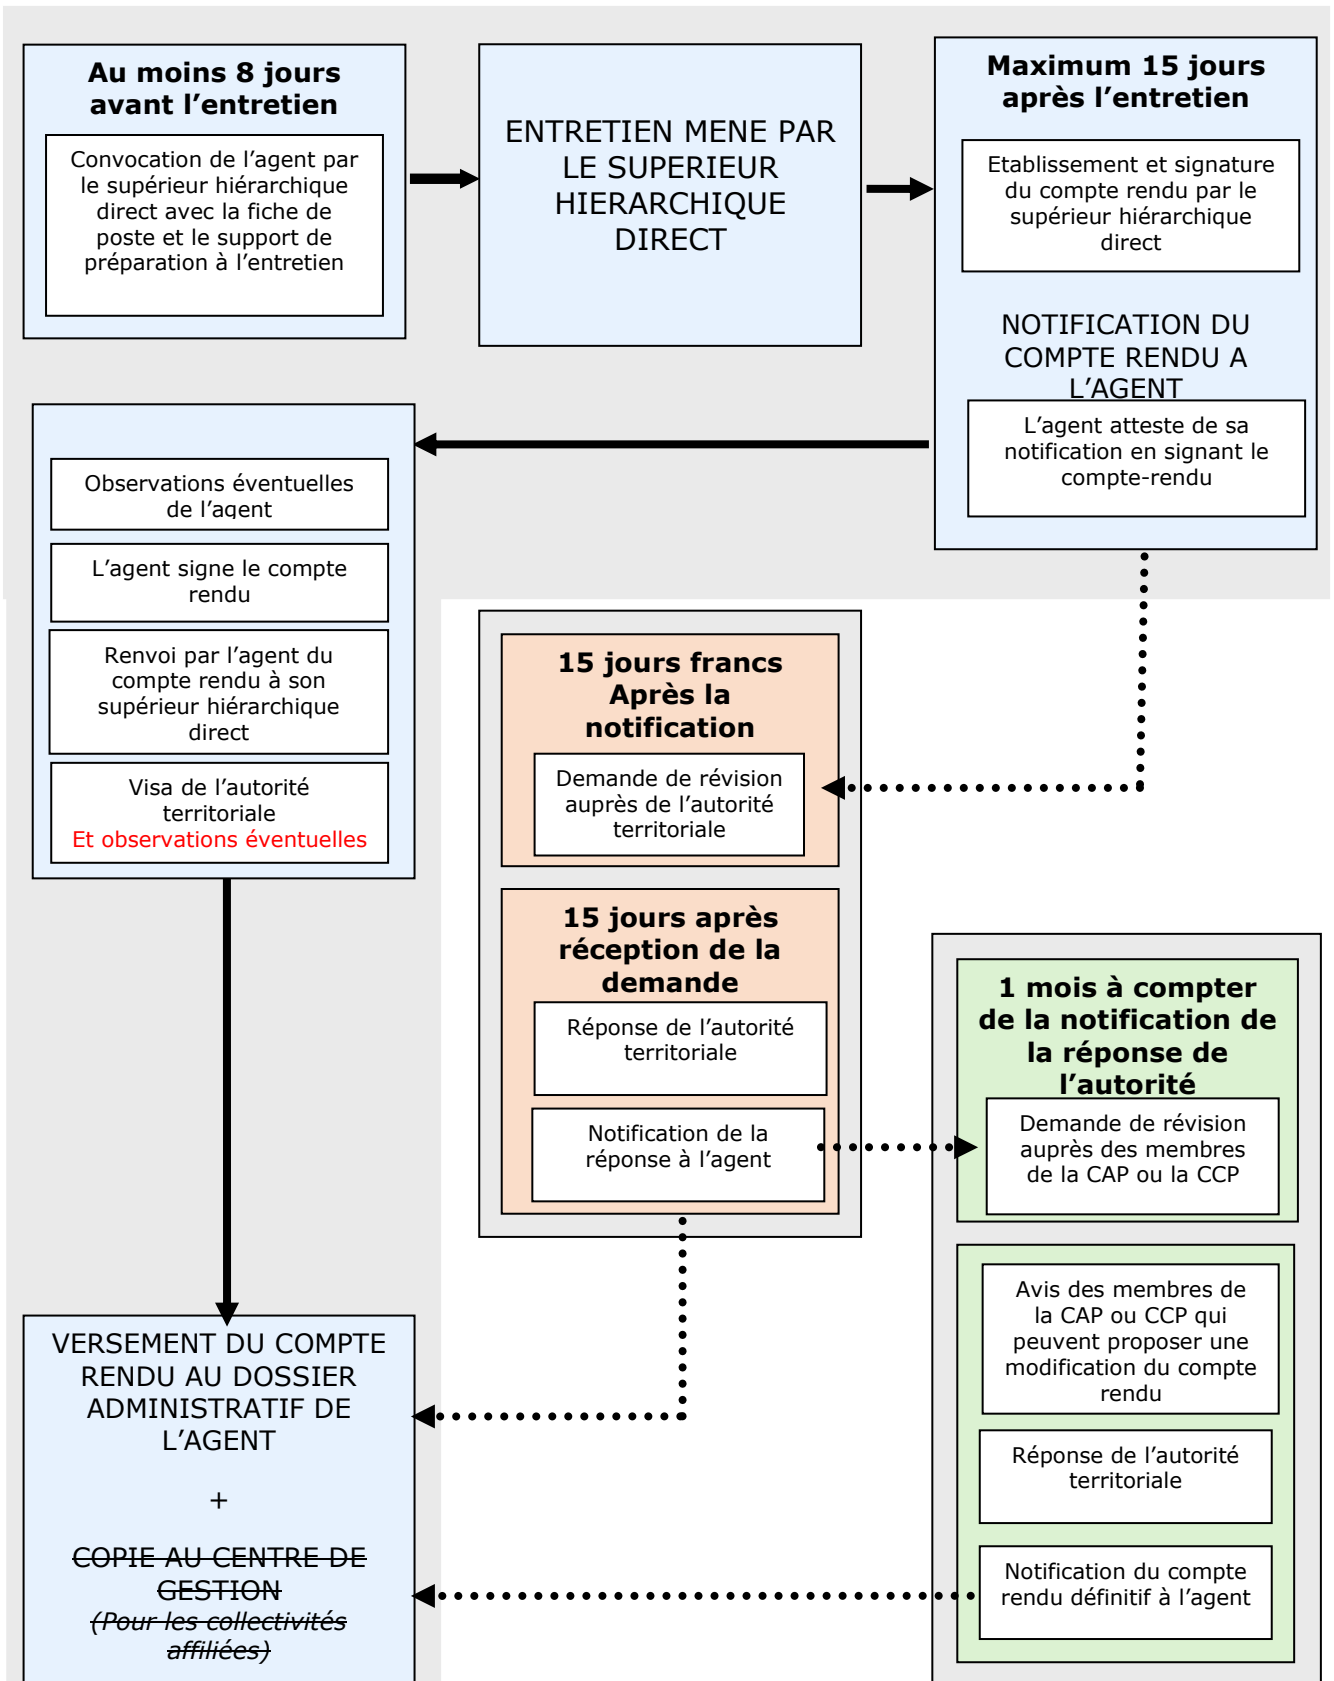 Au moins 8 jours
avant l’entretien
Convocation de l’agent par
le supérieur hiérarchique
direct avec la fiche de
poste et le support de
préparation à l’entretien
ENTRETIEN MENE PAR
LE SUPERIEUR
HIERARCHIQUE
DIRECT
Maximum 15 jours
après l’entretien
Etablissement et signature
du compte rendu par le
supérieur hiérarchique
direct
NOTIFICATION DU
COMPTE RENDU A
L’AGENT
L’agent atteste de sa
notification en signant le
compte-rendu
Observations éventuelles
de l’agent
L’agent signe le compte
rendu
Renvoi par l’agent du
compte rendu à son
supérieur hiérarchique
direct
Visa de l’autorité
territoriale
Et observations éventuelles
15 jours francs
Après la
notification
Demande de révision
auprès de l’autorité
territoriale
15 jours après
réception de la
demande
Réponse de l’autorité
territoriale
Notification de la
réponse à l’agent
1 mois à compter
de la notification de
la réponse de
l’autorité
Demande de révision
auprès des membres
de la CAP ou la CCP
Avis des membres de
la CAP ou CCP qui
peuvent proposer une
modification du compte
rendu
Réponse de l’autorité
territoriale
Notification du compte
rendu définitif à l’agent
VERSEMENT DU COMPTE
RENDU AU DOSSIER
ADMINISTRATIF DE
L’AGENT
+
COPIE AU CENTRE DE
GESTION
(Pour les collectivités
affiliées)